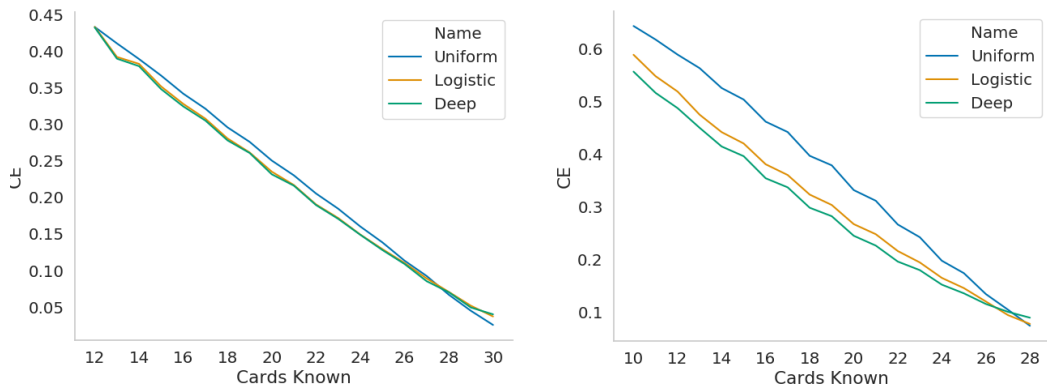 0.45
0.40
0.35
0.30
0.25
0.20
0.15
0.10
0.05
CE
12 14 16 18 20 22 24 26 28 30
Cards Known
Name
Uniform
Logistic
Deep
0.6
0.5
0.4
0.3
0.2
0.1
CE
10 12 14 16 18 20 22 24 26 28
Cards Known
Name
Uniform
Logistic
Deep